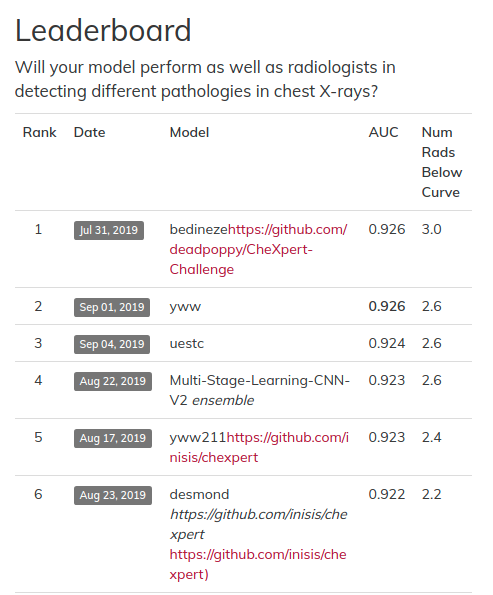 Leaderboard
Will your model perform as well as radiologists in
detecting different pathologies in chest X-rays?
Rank Date Model AUC Num
Rads
Below
Curve
1 Jul 31, 2019 bedinezehttps://github.com/ 0.926 3.0
deadpoppy/CheXpert-
Challenge
2 Sep 01, 2019 yww 0.926 2.6
3 Sep 04, 2019 uestc 0.924 2.6
4 Aug 22, 2019 Multi-Stage-Learning-CNN- 0.923 2.6
V2 ensemble
5 Aug 17, 2019 yww211https://github.com/i 0.923 2.4
nisis/chexpert
6 Aug 23, 2019 desmond 0.922 2.2
https://github.com/inisis/che
xpert
https://github.com/inisis/che
xpert)